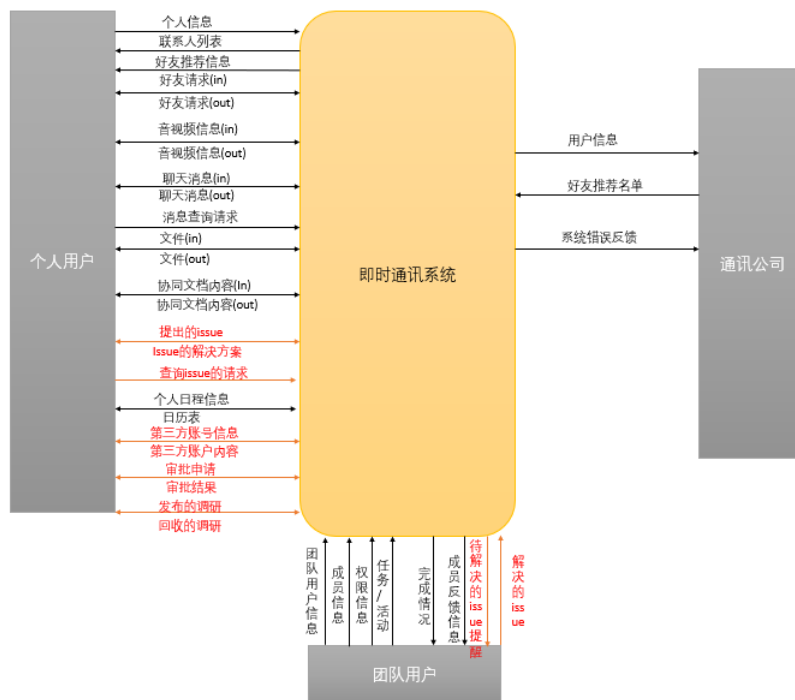 个人信息
联系人列表
好友推荐信息
好友请求(in)
好友请求(out)
音视频信息(in)
音视频信息(out)
聊天消息(in)
聊天消息(out)
消息查询请求
文件(in)
文件(out)
协同文档内容(In)
协同文档内容(out)
提出的issue
Issue的解决方案
查询issue的请求
个人日程信息
日历表
第三方账号信息
第三方账户内容
审批申请
审批结果
发布的调研
回收的调研
个人用户
即时通讯系统
用户信息
好友推荐名单
系统错误反馈
通讯公司
团队用户信息
成员信息
权限信息
任务/活动
完成情况
成员反馈信息
待解决的issue提醒
解决的issue
团队用户